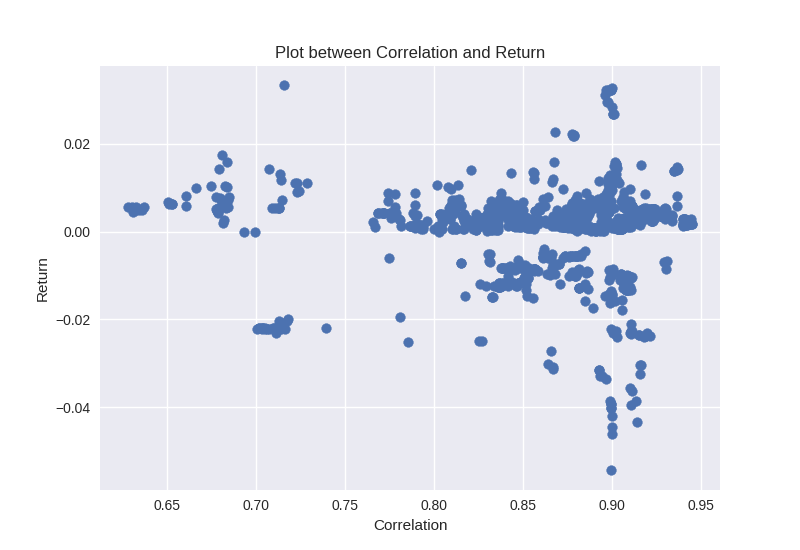 Plot between Correlation and Return
0.02
0.00
−0.02
−0.04
Return
0.65 0.70 0.75 0.80 0.85 0.90 0.95
Correlation